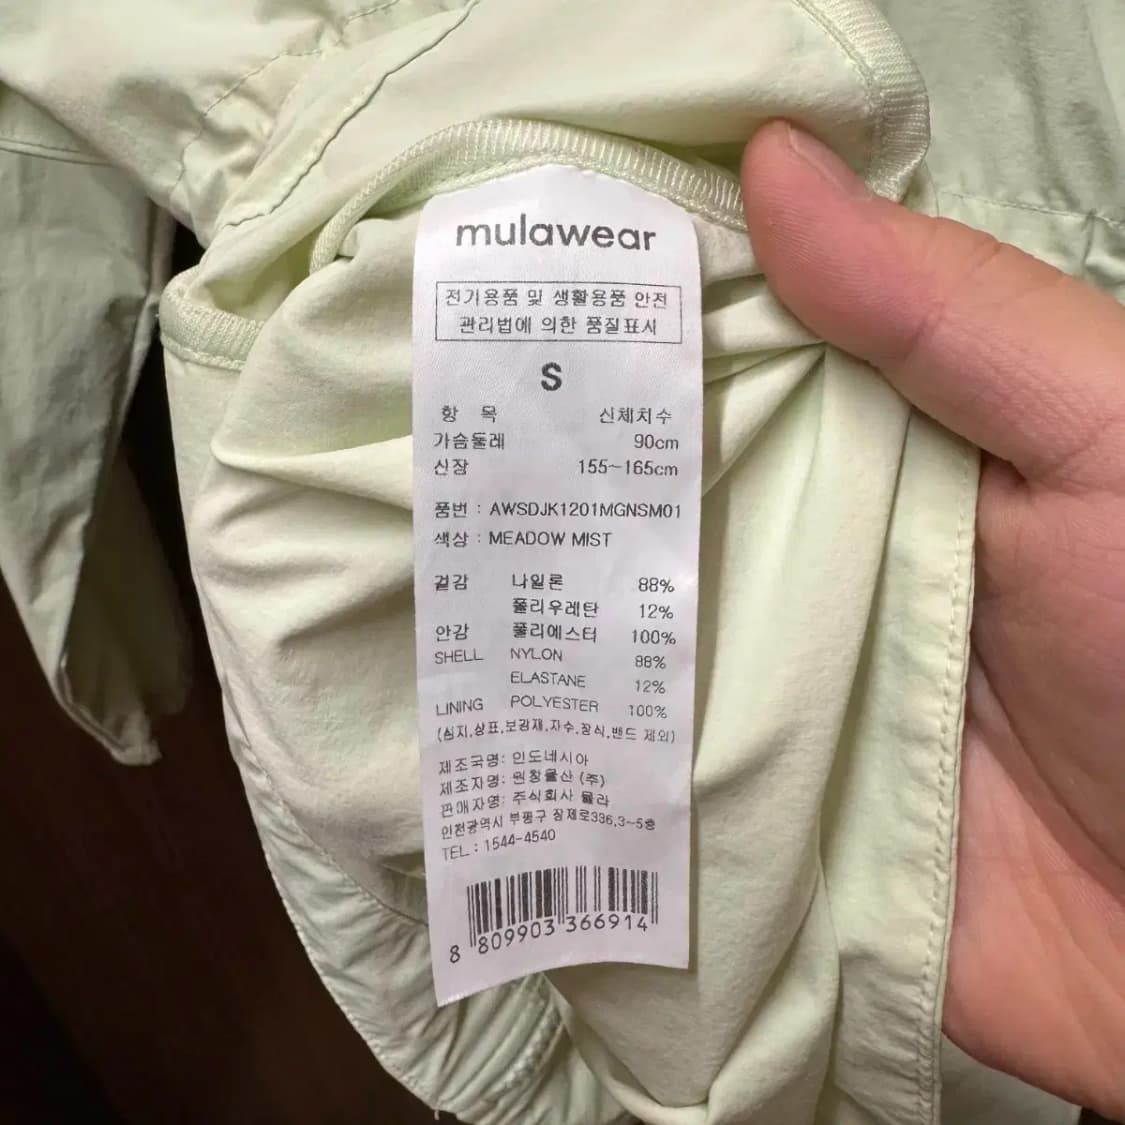 mulawear
전기용품 및 생활용품 안전
관리법에 의한 품질표시
S
항 목 신체치수
가슴둘레 90cm
신장 155~165cm
품번 : AWSDJK1201MGNSM01
색상 : MEADOW MIST
겉감 나일론 88%
폴리우레탄 12%
안감 폴리에스터 100%
SHELL NYLON 88%
ELASTANE 12%
LINING POLYESTER 100%
(심지,상표,보강재,자수,장식,밴드 제외)
제조국명: 인도네시아
제조자명: 원창물산 (주)
판매자명: 주식회사 뮬라
인천광역시 부평구 장제로336,3~5층
TEL : 1544-4540
8 809903 366914